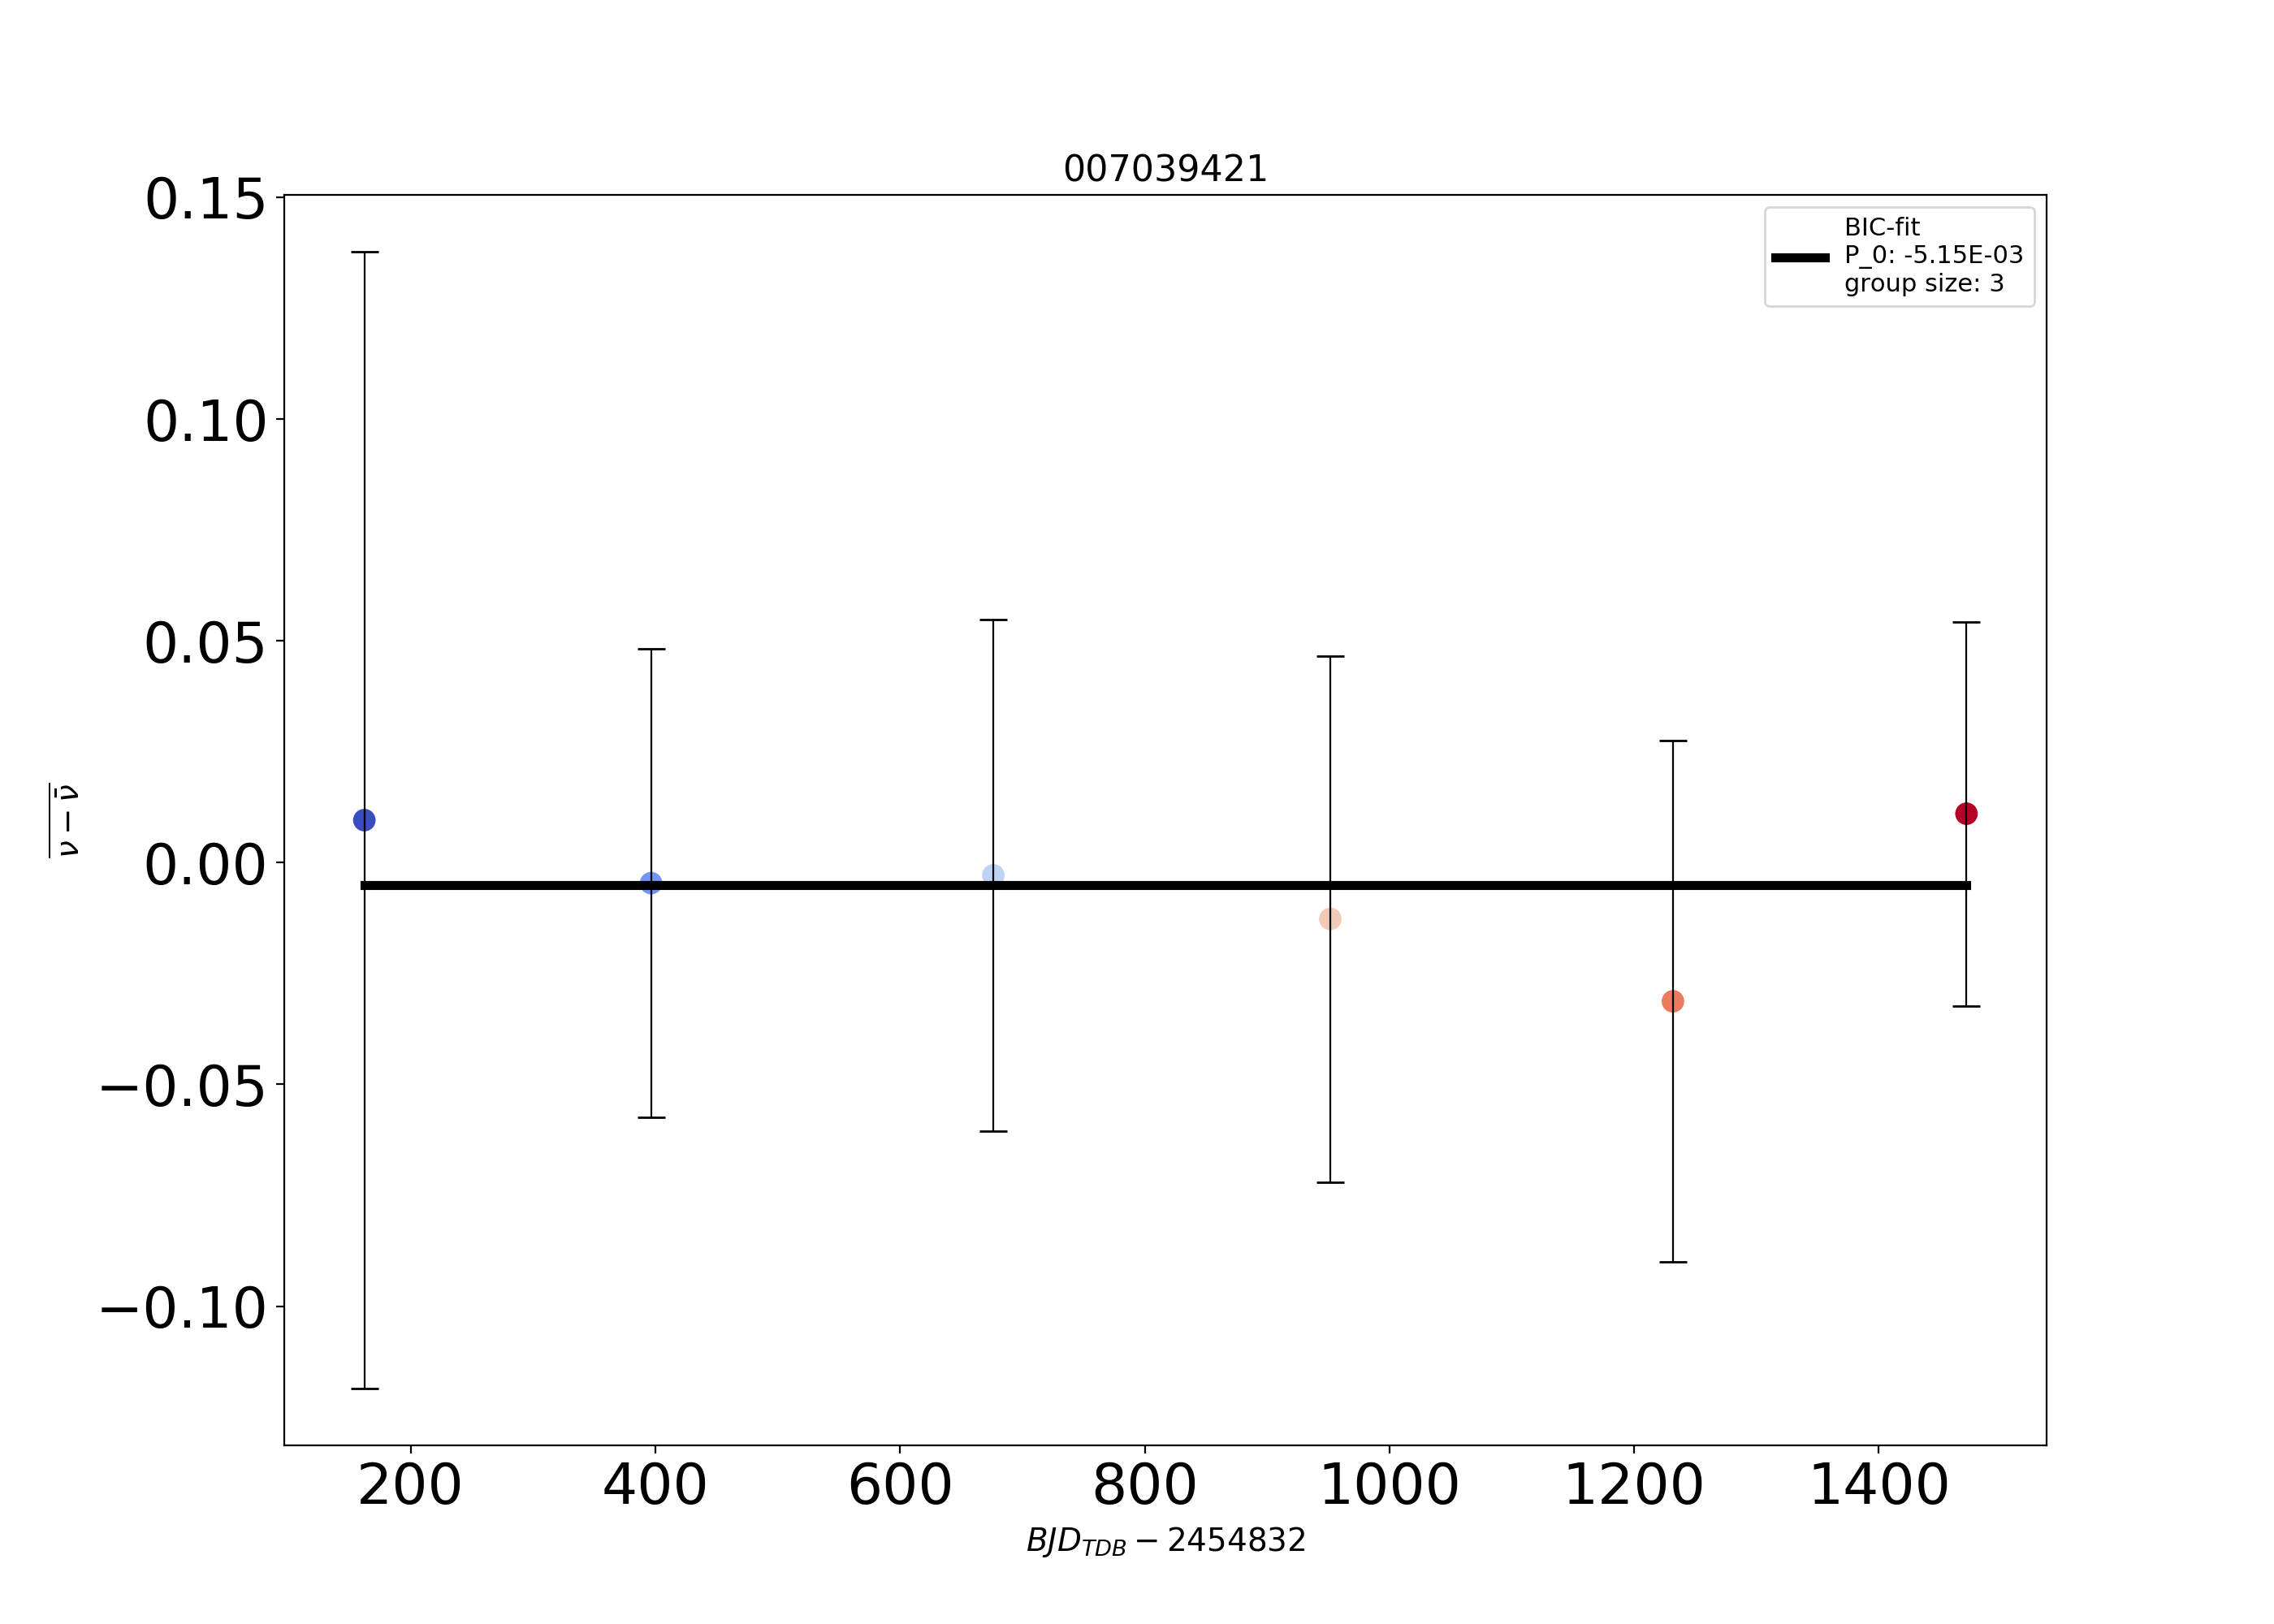 007039421
0.15
0.10
0.05
0.00
−0.05
−0.10
200 400 600 800 1000 1200 1400
BJD_TDB − 2454832
ν − ν̄
BIC-fit
P_0: -5.15E-03
group size: 3